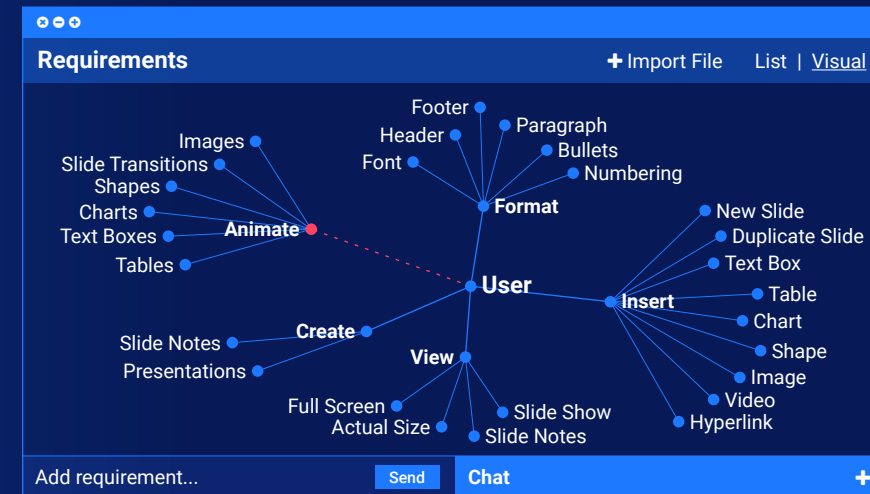 Requirements
Import File
List | Visual
Footer
Header
Font
Paragraph
Bullets
Numbering
Format
Images
Slide Transitions
Shapes
Charts
Text Boxes
Tables
Animate
User
New Slide
Duplicate Slide
Text Box
Table
Chart
Shape
Image
Video
Hyperlink
Insert
Create
Slide Notes
Presentations
View
Full Screen
Actual Size
Slide Show
Slide Notes
Add requirement...
Send
Chat